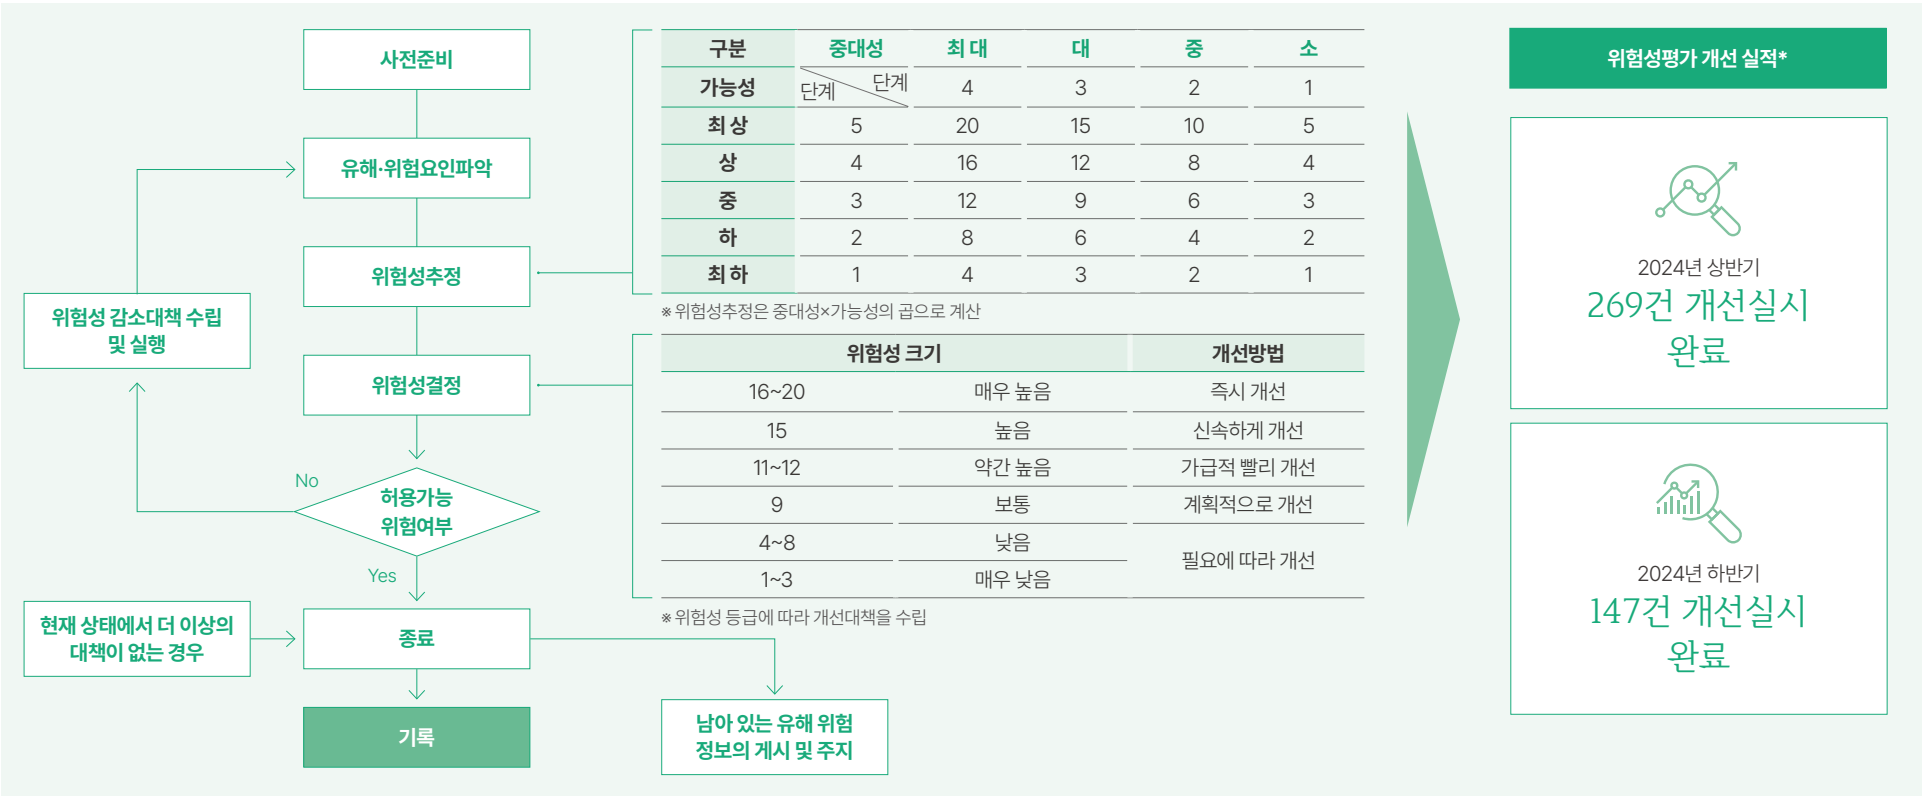 사전준비
유해·위험요인파악
위험성추정
위험성 감소대책 수립
및 실행
위험성결정
No
허용가능
위험여부
Yes
현재 상태에서 더 이상의
대책이 없는 경우
종료
기록
남아 있는 유해 위험
정보의 게시 및 주지
구분 중대성 최 대 대 중 소
가능성 단계 단계 4 3 2 1
최 상 5 20 15 10 5
상 4 16 12 8 4
중 3 12 9 6 3
하 2 8 6 4 2
최 하 1 4 3 2 1
※ 위험성추정은 중대성×가능성의 곱으로 계산
위험성 크기 개선방법
16~20 매우 높음 즉시 개선
15 높음 신속하게 개선
11~12 약간 높음 가급적 빨리 개선
9 보통 계획적으로 개선
4~8 낮음
필요에 따라 개선
1~3 매우 낮음
※ 위험성 등급에 따라 개선대책을 수립
위험성평가 개선 실적*
2024년 상반기
269건 개선실시
완료
2024년 하반기
147건 개선실시
완료